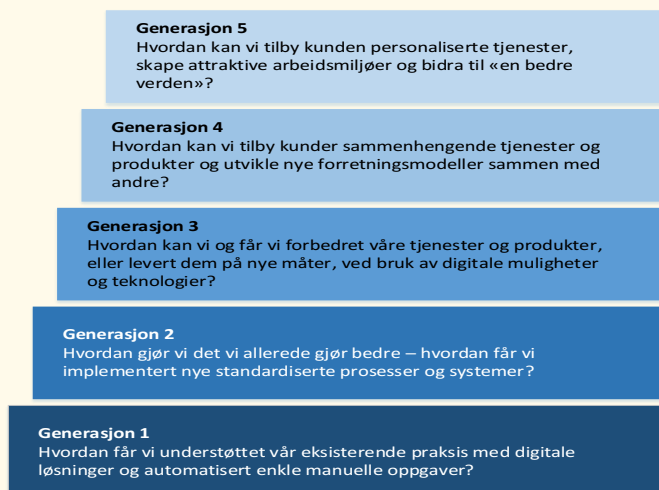 Generasjon 5
Hvordan kan vi tilby kunden personaliserte tjenester,
skape attraktive arbeidsmiljøer og bidra til «en bedre
verden»?
Generasjon 4
Hvordan kan vi tilby kunder sammenhengende tjenester og
produkter og utvikle nye forretningsmodeller sammen med
andre?
Generasjon 3
Hvordan kan vi og får vi forbedret våre tjenester og produkter,
eller levert dem på nye måter, ved bruk av digitale muligheter
og teknologier?
Generasjon 2
Hvordan gjør vi det vi allerede gjør bedre – hvordan får vi
implementert nye standardiserte prosesser og systemer?
Generasjon 1
Hvordan får vi understøttet vår eksisterende praksis med digitale
løsninger og automatisert enkle manuelle oppgaver?